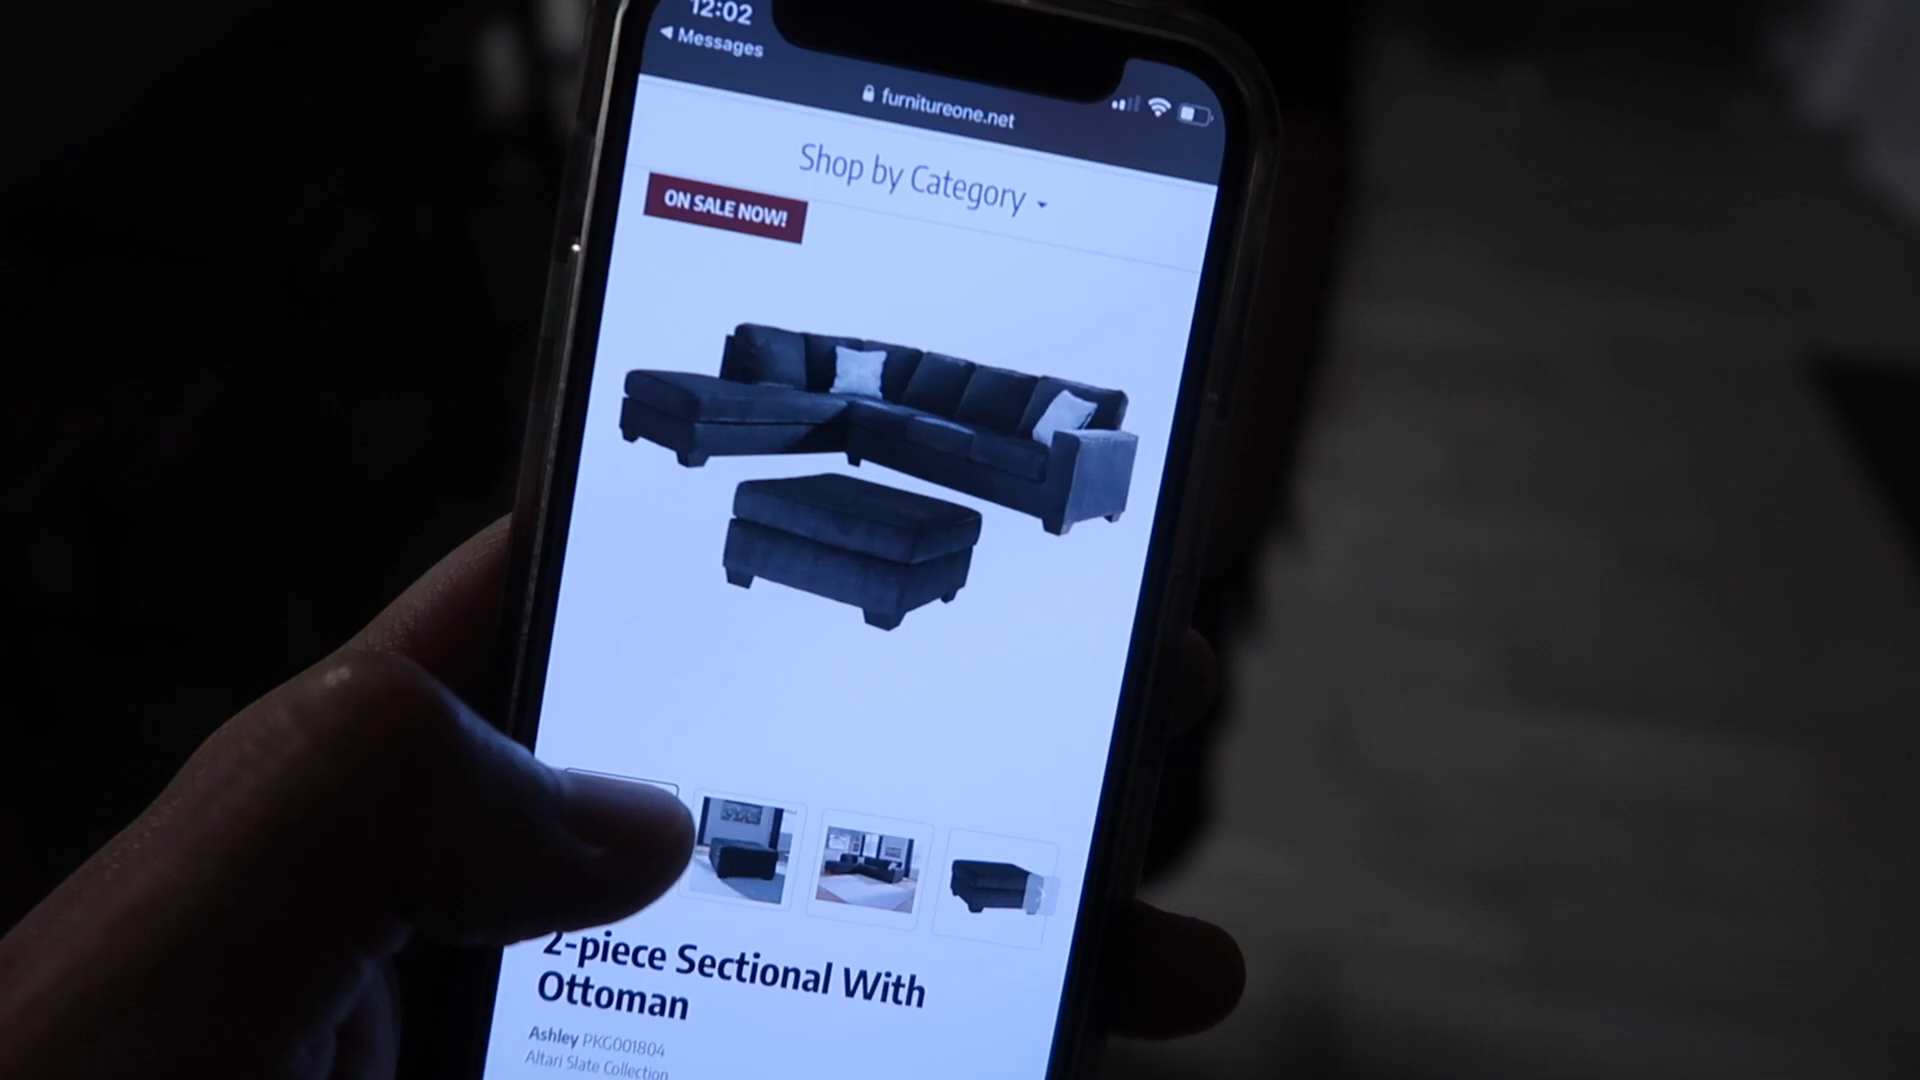 12:02
◀ Messages
furnitureone.net
Shop by Category
ON SALE NOW!
2-piece Sectional With
Ottoman
Ashley PKG001804
Altari Slate Collection